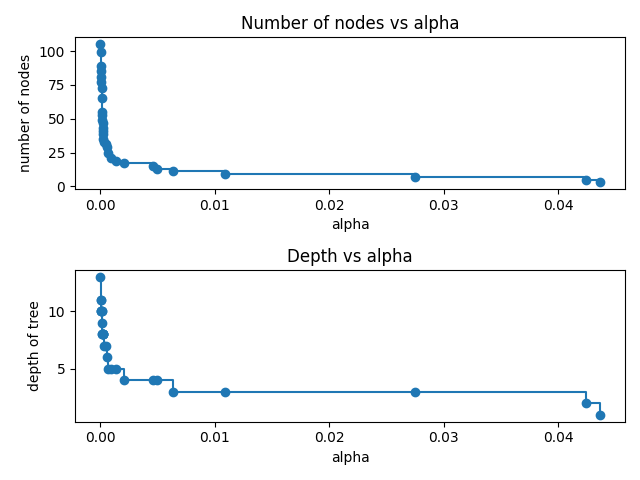 Number of nodes vs alpha
number of nodes
100
75
50
25
0
0.00 0.01 0.02 0.03 0.04
alpha
Depth vs alpha
depth of tree
10
5
0.00 0.01 0.02 0.03 0.04
alpha